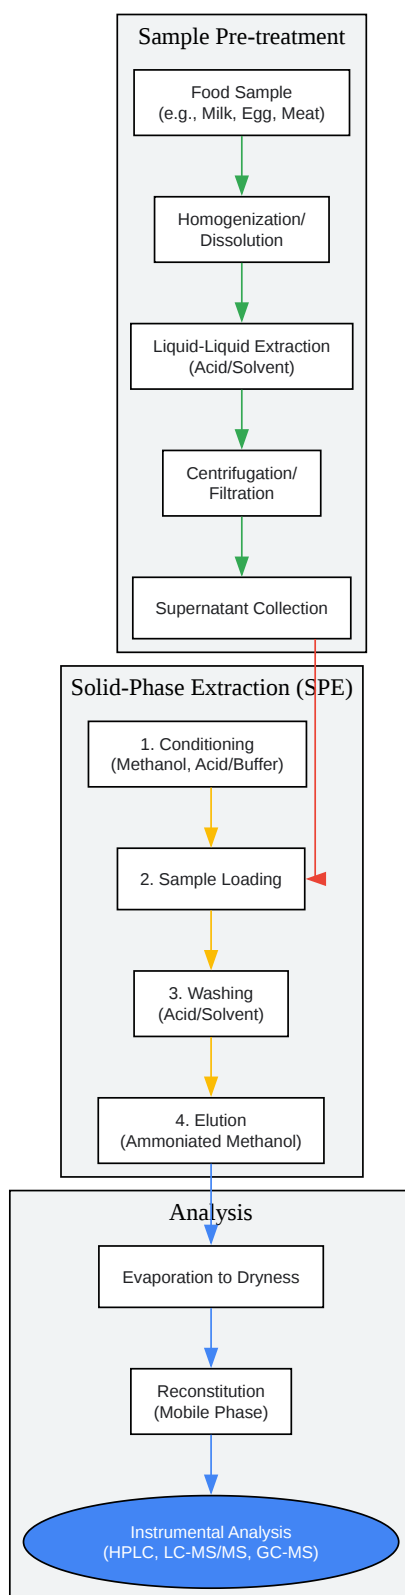 Sample Pre-treatment
Food Sample
(e.g., Milk, Egg, Meat)
Homogenization/
Dissolution
Liquid-Liquid Extraction
(Acid/Solvent)
Centrifugation/
Filtration
Supernatant Collection
Solid-Phase Extraction (SPE)
1. Conditioning
(Methanol, Acid/Buffer)
2. Sample Loading
3. Washing
(Acid/Solvent)
4. Elution
(Ammoniated Methanol)
Analysis
Evaporation to Dryness
Reconstitution
(Mobile Phase)
Instrumental Analysis
(HPLC, LC-MS/MS, GC-MS)